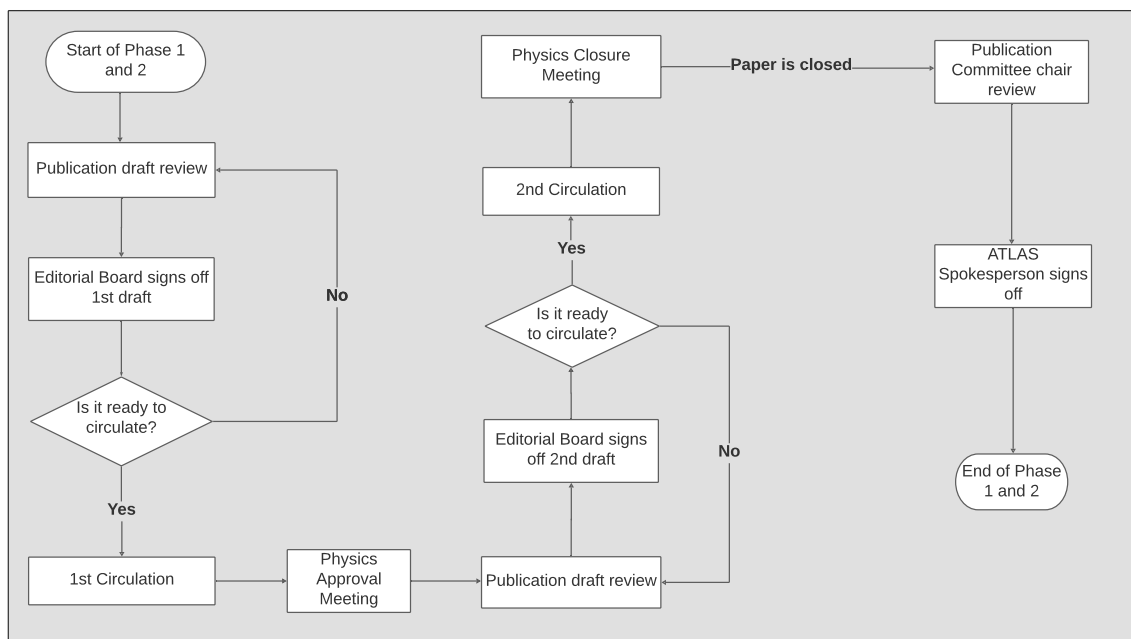 Start of Phase 1
and 2
Publication draft review
Editorial Board signs off
1st draft
No
Is it ready to
circulate?
Yes
1st Circulation
Physics
Approval
Meeting
Publication draft review
Editorial Board signs
off 2nd draft
No
Is it ready
to circulate?
Yes
2nd Circulation
Physics Closure
Meeting
Paper is closed
Publication
Committee chair
review
ATLAS
Spokesperson signs
off
End of Phase
1 and 2